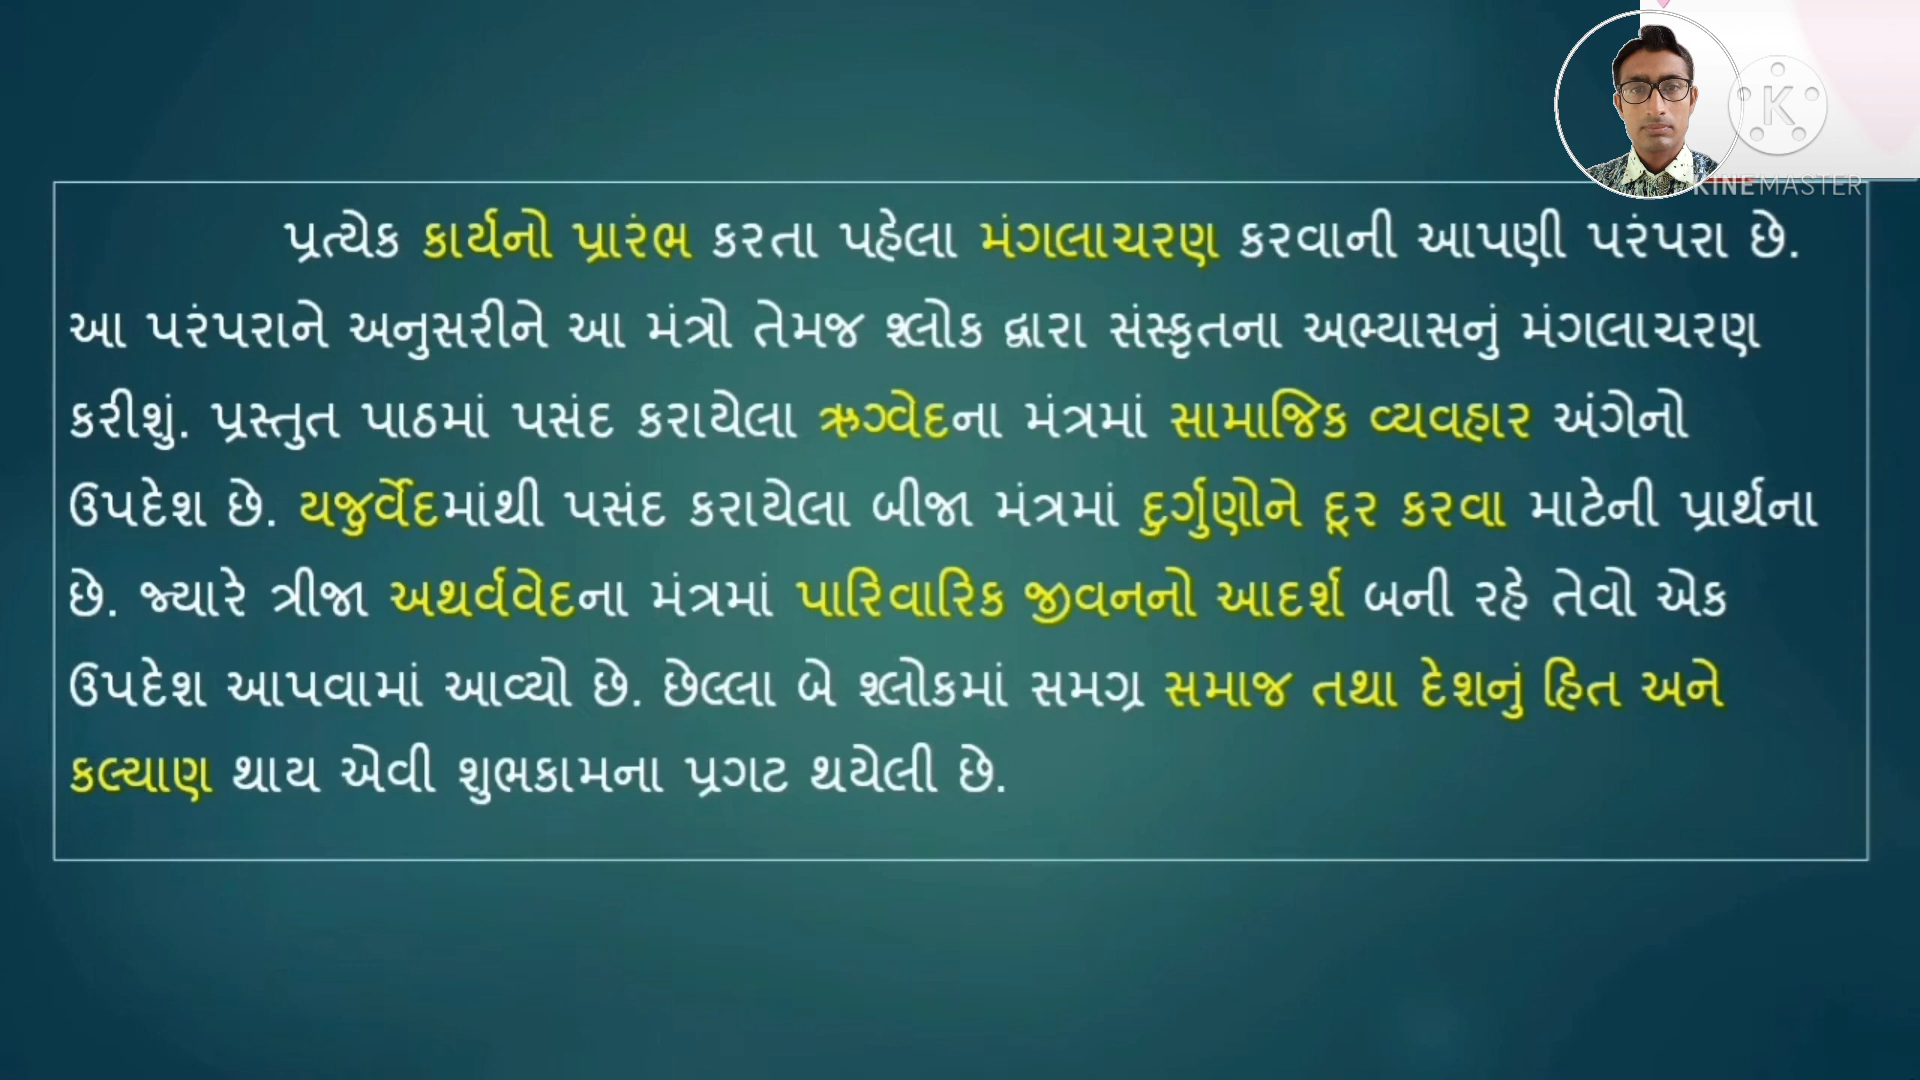 K
KINEMASTER
પ્રત્યેક કાર્યનો પ્રારંભ કરતા પહેલા મંગલાચરણ કરવાની આપણી પરંપરા છે.
આ પરંપરાને અનુસરીને આ મંત્રો તેમજ શ્લોક દ્વારા સંસ્કૃતના અભ્યાસનું મંગલાચરણ
કરીશું. પ્રસ્તુત પાઠમાં પસંદ કરાયેલા ઋગ્વેદના મંત્રમાં સામાજિક વ્યવહાર અંગેનો
ઉપદેશ છે. યજુર્વેદમાંથી પસંદ કરાયેલા બીજા મંત્રમાં દુર્ગુણોને દૂર કરવા માટેની પ્રાર્થના
છે. જ્યારે ત્રીજા અથર્વવેદના મંત્રમાં પારિવારિક જીવનનો આદર્શ બની રહે તેવો એક
ઉપદેશ આપવામાં આવ્યો છે. છેલ્લા બે શ્લોકમાં સમગ્ર સમાજ તથા દેશનું હિત અને
કલ્યાણ થાય એવી શુભકામના પ્રગટ થયેલી છે.